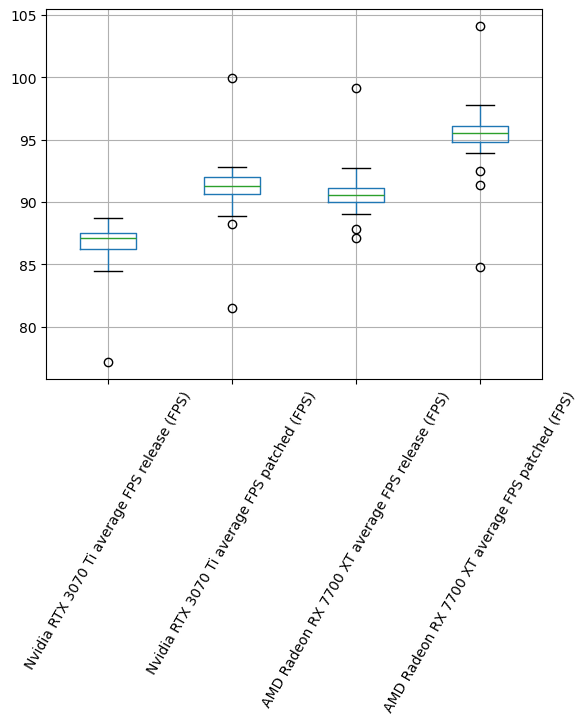 105
100
95
90
85
80
Nvidia RTX 3070 Ti average FPS release (FPS)
Nvidia RTX 3070 Ti average FPS patched (FPS)
AMD Radeon RX 7700 XT average FPS release (FPS)
AMD Radeon RX 7700 XT average FPS patched (FPS)